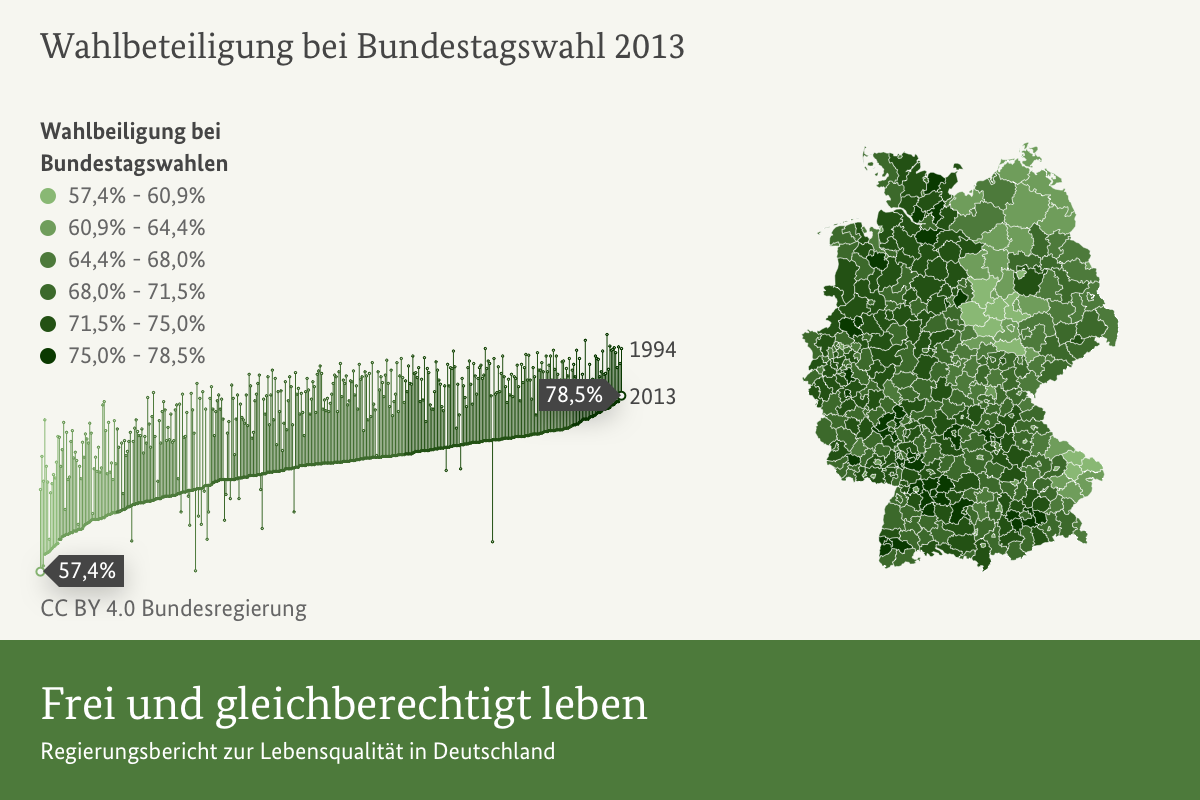 Wahlbeteiligung bei Bundestagswahl 2013
Wahlbeiligung bei
Bundestagswahlen
57,4% - 60,9%
60,9% - 64,4%
64,4% - 68,0%
68,0% - 71,5%
71,5% - 75,0%
75,0% - 78,5%
1994
78,5%
2013
57,4%
CC BY 4.0 Bundesregierung
Frei und gleichberechtigt leben
Regierungsbericht zur Lebensqualität in Deutschland